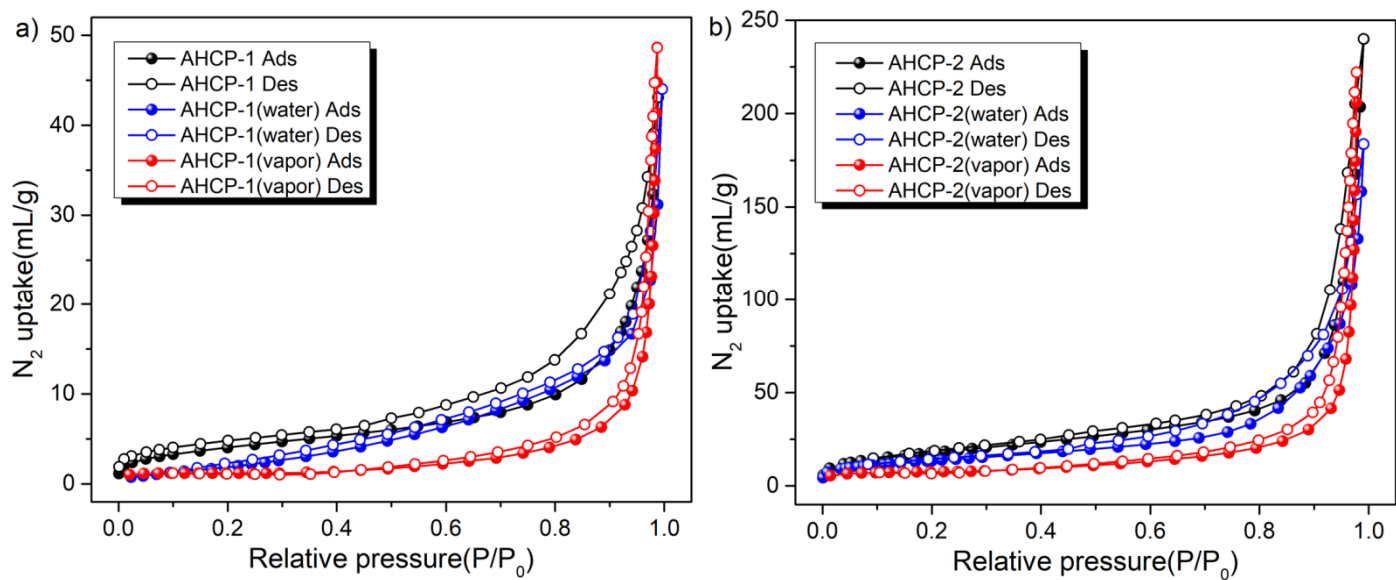 a)
50
40
30
20
10
0
N₂ uptake(mL/g)
AHCP-1 Ads
AHCP-1 Des
AHCP-1(water) Ads
AHCP-1(water) Des
AHCP-1(vapor) Ads
AHCP-1(vapor) Des
0.0 0.2 0.4 0.6 0.8 1.0
Relative pressure(P/P₀)
b)
250
200
150
100
50
0
N₂ uptake(mL/g)
AHCP-2 Ads
AHCP-2 Des
AHCP-2(water) Ads
AHCP-2(water) Des
AHCP-2(vapor) Ads
AHCP-2(vapor) Des
0.0 0.2 0.4 0.6 0.8 1.0
Relative pressure(P/P₀)